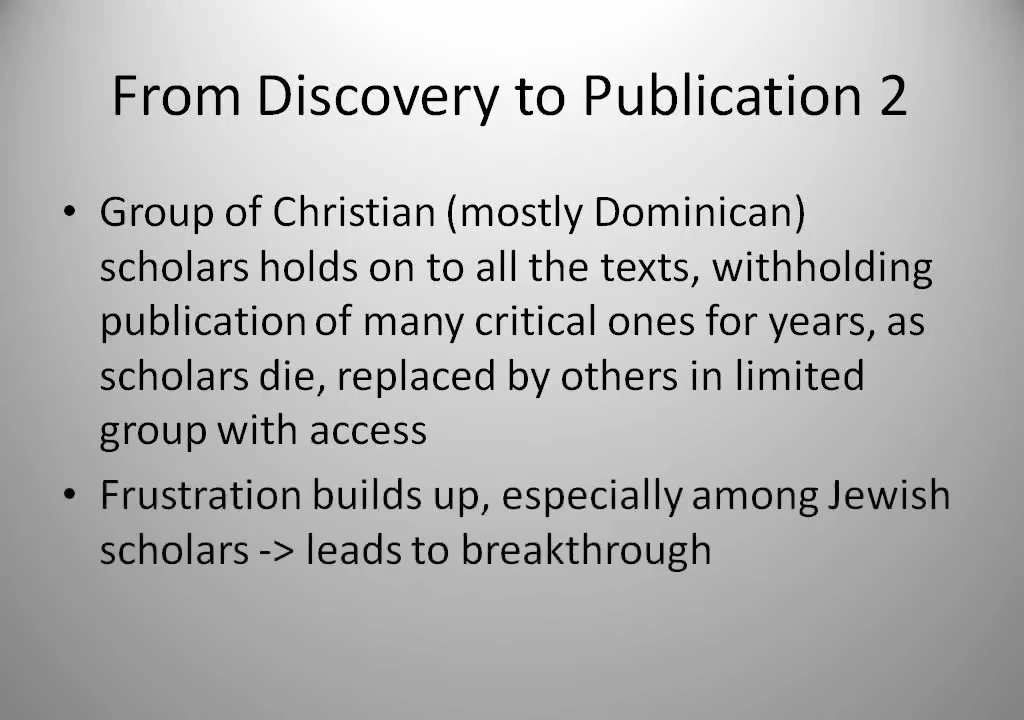 From Discovery to Publication 2
• Group of Christian (mostly Dominican)
scholars holds on to all the texts, withholding
publication of many critical ones for years, as
scholars die, replaced by others in limited
group with access
• Frustration builds up, especially among Jewish
scholars -> leads to breakthrough